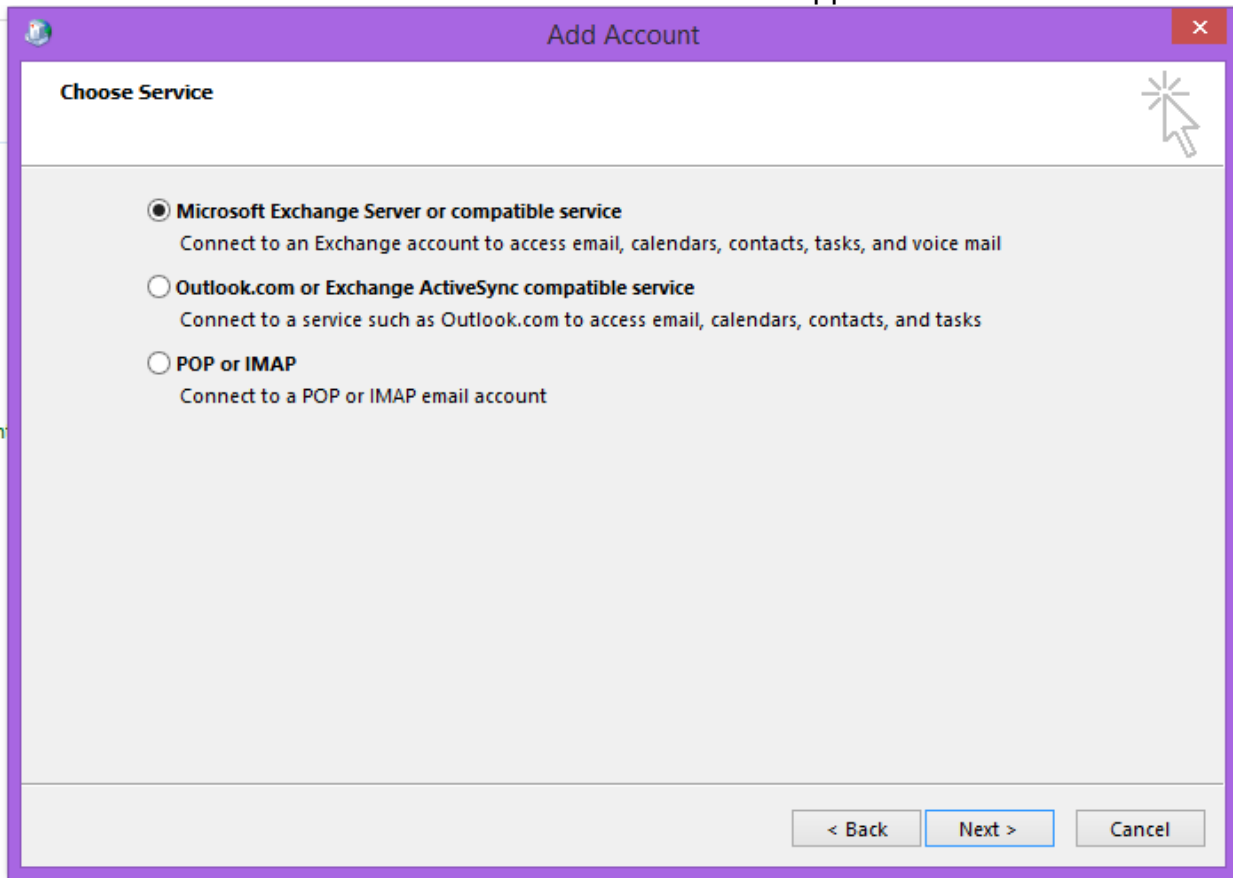 Add Account
Choose Service
Microsoft Exchange Server or compatible service
Connect to an Exchange account to access email, calendars, contacts, tasks, and voice mail
Outlook.com or Exchange ActiveSync compatible service
Connect to a service such as Outlook.com to access email, calendars, contacts, and tasks
POP or IMAP
Connect to a POP or IMAP email account
< Back Next > Cancel